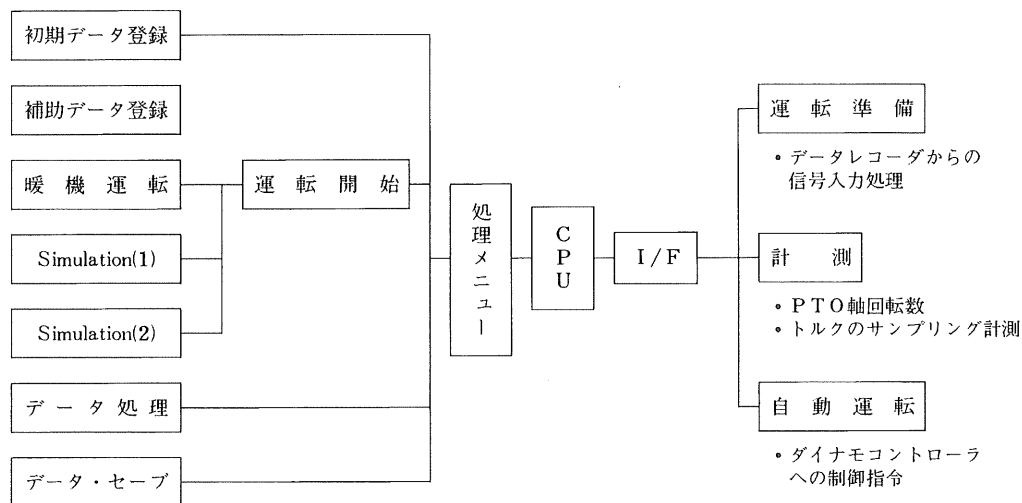 初期データ登録
補助データ登録
暖機運転
Simulation(1)
Simulation(2)
データ処理
データ・セーブ
運転開始
処理メニュー
CPU
I/F
運転準備
• データレコーダからの
信号入力処理
計測
• PTO軸回転数
• トルクのサンプリング計測
自動運転
• ダイナモコントローラ
への制御指令